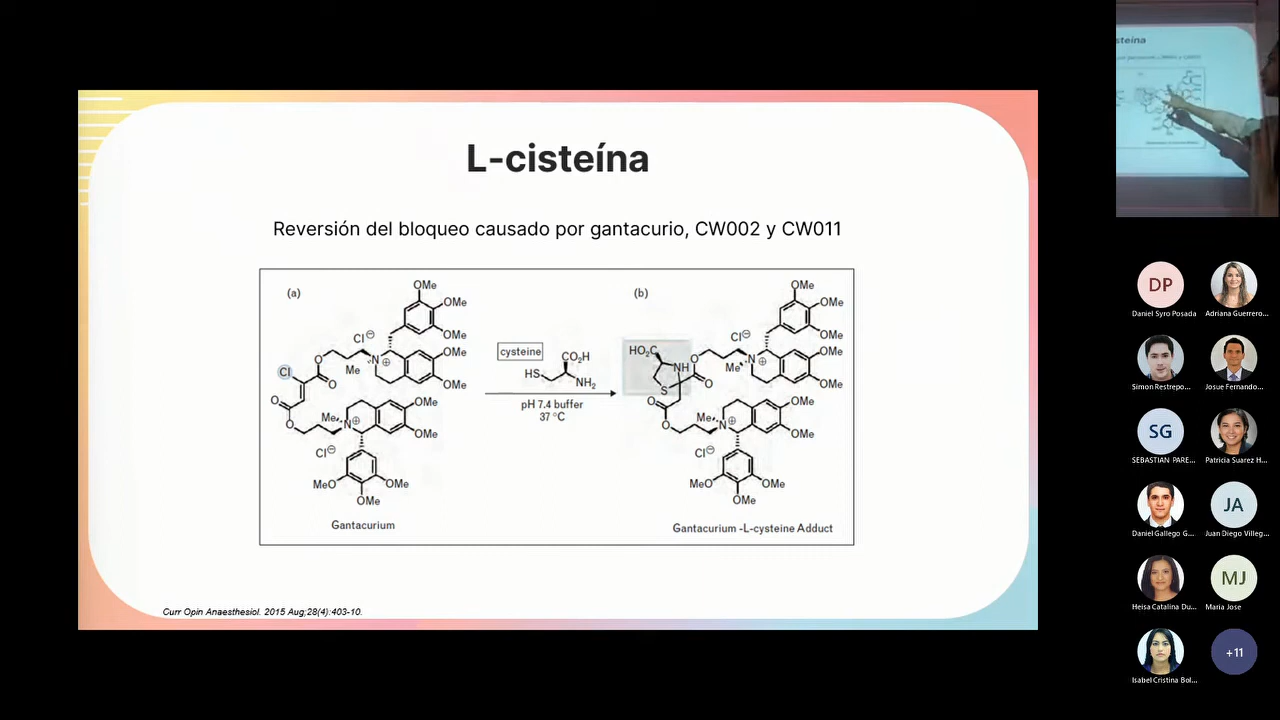 L-cisteína
Reversión del bloqueo causado por gantacurio, CW002 y CW011
(a)
OMe
OMe
OMe
Cl⊖
O
N⊕
Me
OMe
OMe
Cl
O
O
O
Me
N⊕
OMe
OMe
Cl⊖
MeO
OMe
OMe
Gantacurium
cysteine
CO₂H
HS
NH₂
pH 7.4 buffer
37 °C
(b)
OMe
OMe
OMe
Cl⊖
HO₂C
O
N⊕
Me
OMe
OMe
NH
S
O
O
O
Me
N⊕
OMe
OMe
Cl⊖
MeO
OMe
OMe
Gantacurium -L-cysteine Adduct
Curr Opin Anaesthesiol. 2015 Aug;28(4):403-10.
steína
DP
Daniel Syro Posada
Adriana Guerrero...
Simon Restrepo...
Josue Fernando...
SG
SEBASTIAN PARE...
Patricia Suarez H...
Daniel Gallego G...
JA
Juan Diego Villeg...
Heisa Catalina Du...
MJ
Maria Jose
Isabel Cristina Bol...
+11